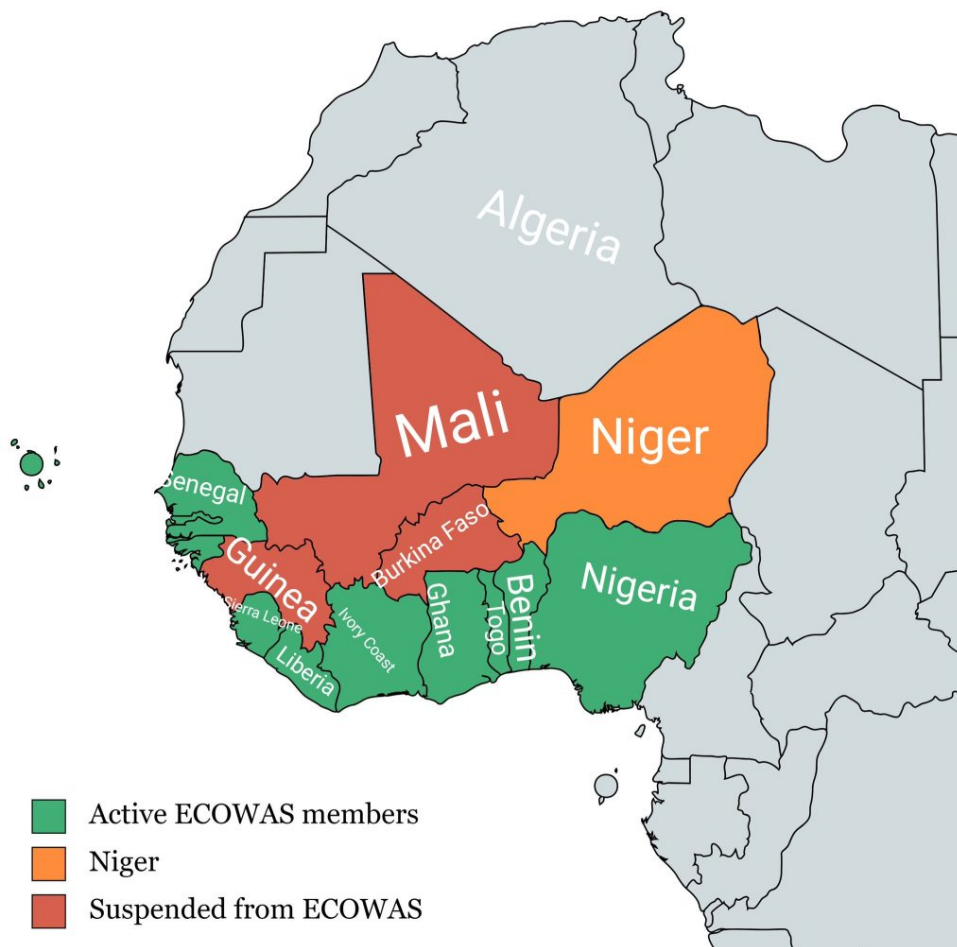 Algeria
Mali
Niger
Senegal
Burkina Faso
Guinea
Nigeria
Sierra Leone
Ivory Coast
Ghana
Togo
Benin
Liberia
Active ECOWAS members
Niger
Suspended from ECOWAS